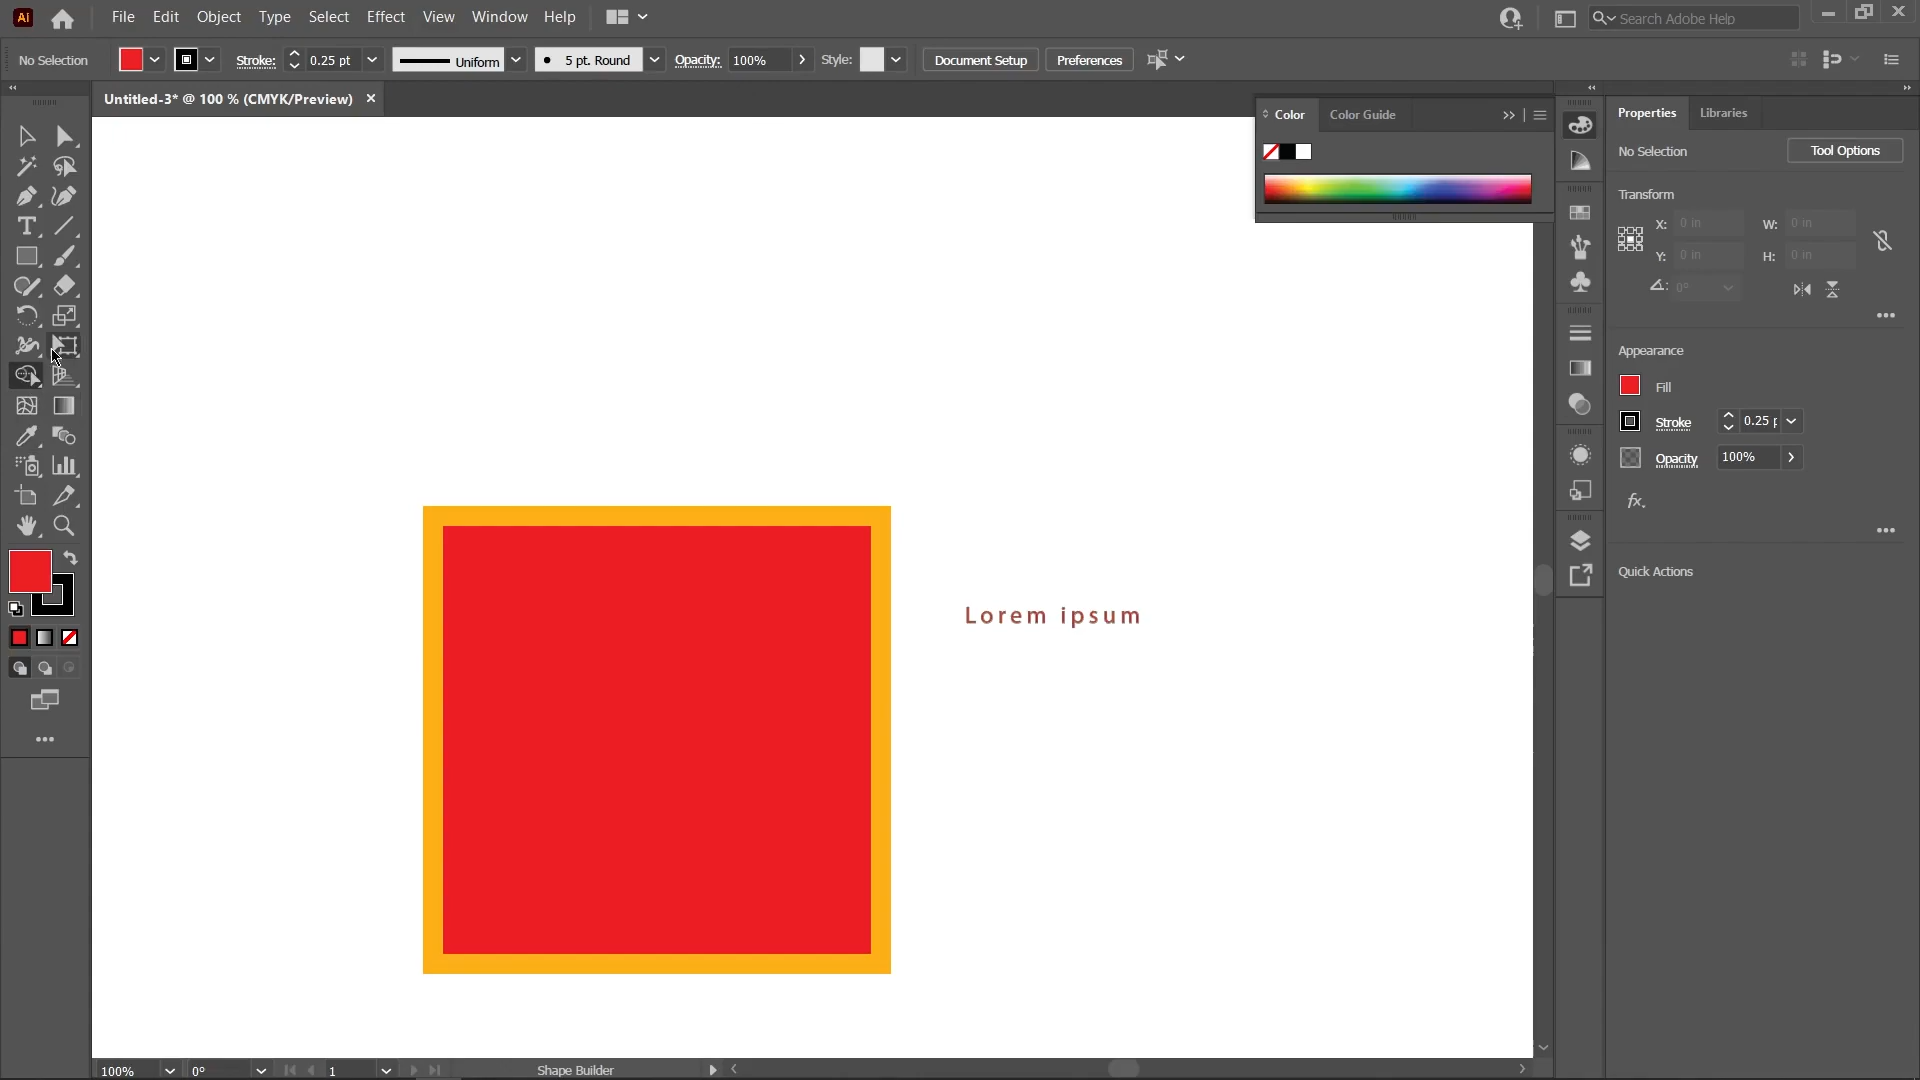 Ai File Edit Object Type Select Effect View Window Help Search Adobe Help
No Selection Stroke: 0.25 pt Uniform 5 pt. Round Opacity: 100% Style: Document Setup Preferences
Untitled-3* @ 100 % (CMYK/Preview)
Color Color Guide
Properties Libraries
No Selection Tool Options
Transform
X: 0 in W: 0 in
Y: 0 in H: 0 in
0°
Appearance
Fill
Stroke 0.25 p
Opacity 100%
fx.
Quick Actions
Lorem ipsum
100% 0° 1 Shape Builder